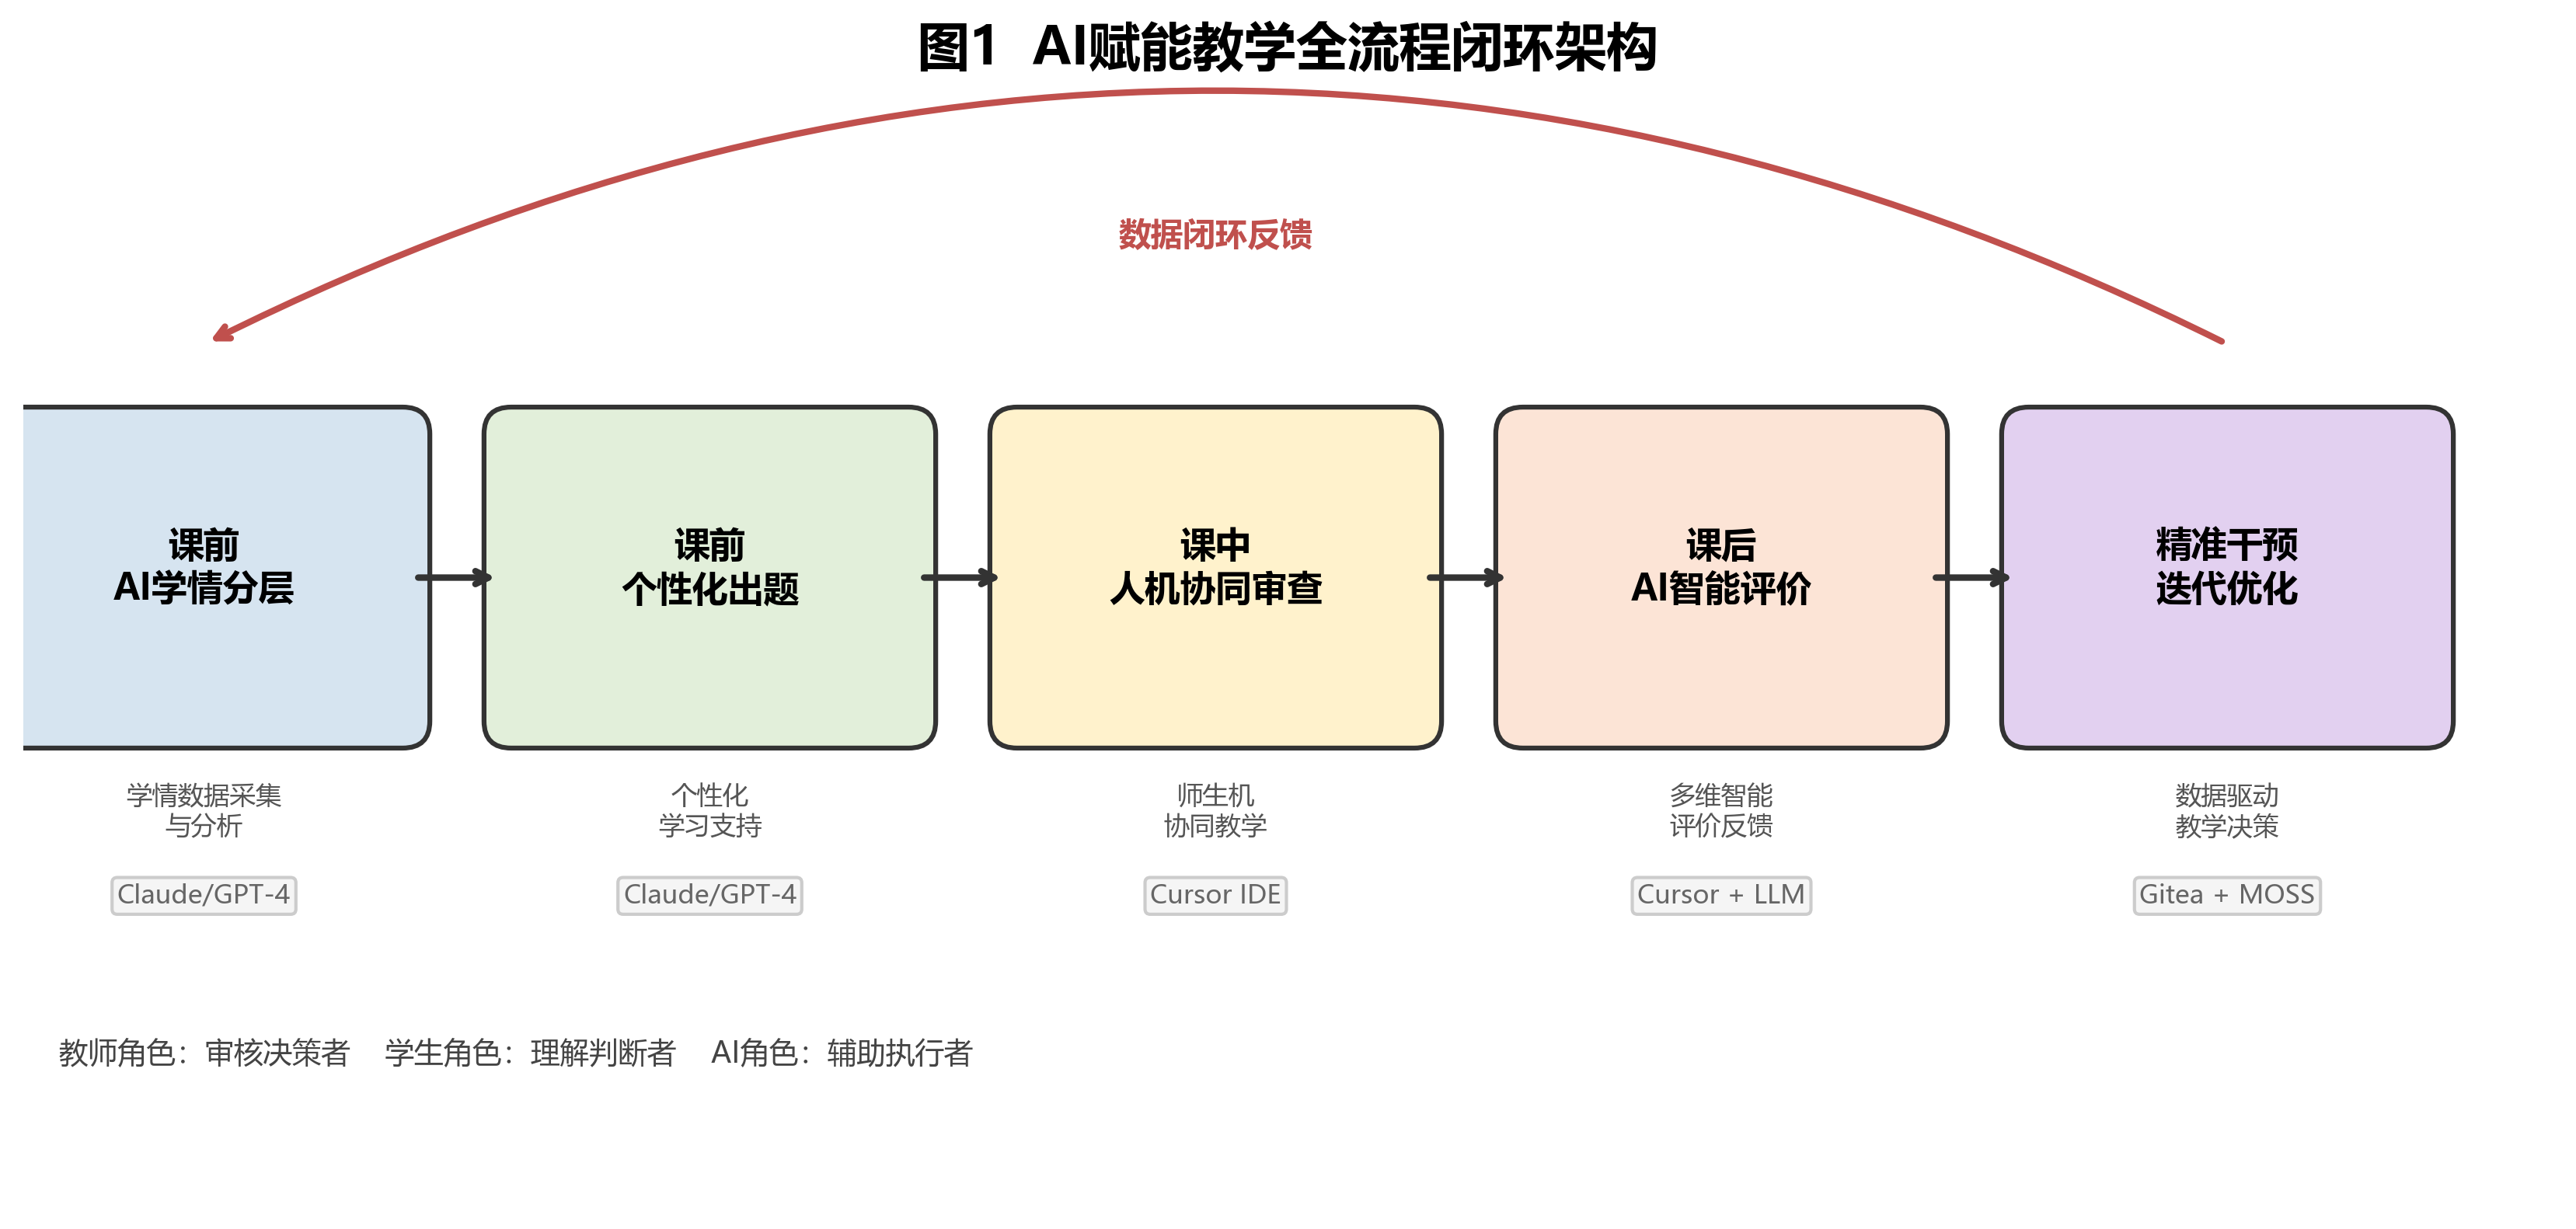 图1 AI赋能教学全流程闭环架构
数据闭环反馈
课前
AI学情分层
课前
个性化出题
课中
人机协同审查
课后
AI智能评价
精准干预
迭代优化
学情数据采集
与分析
个性化
学习支持
师生机
协同教学
多维智能
评价反馈
数据驱动
教学决策
Claude/GPT-4
Claude/GPT-4
Cursor IDE
Cursor + LLM
Gitea + MOSS
教师角色：审核决策者 学生角色：理解判断者 AI角色：辅助执行者